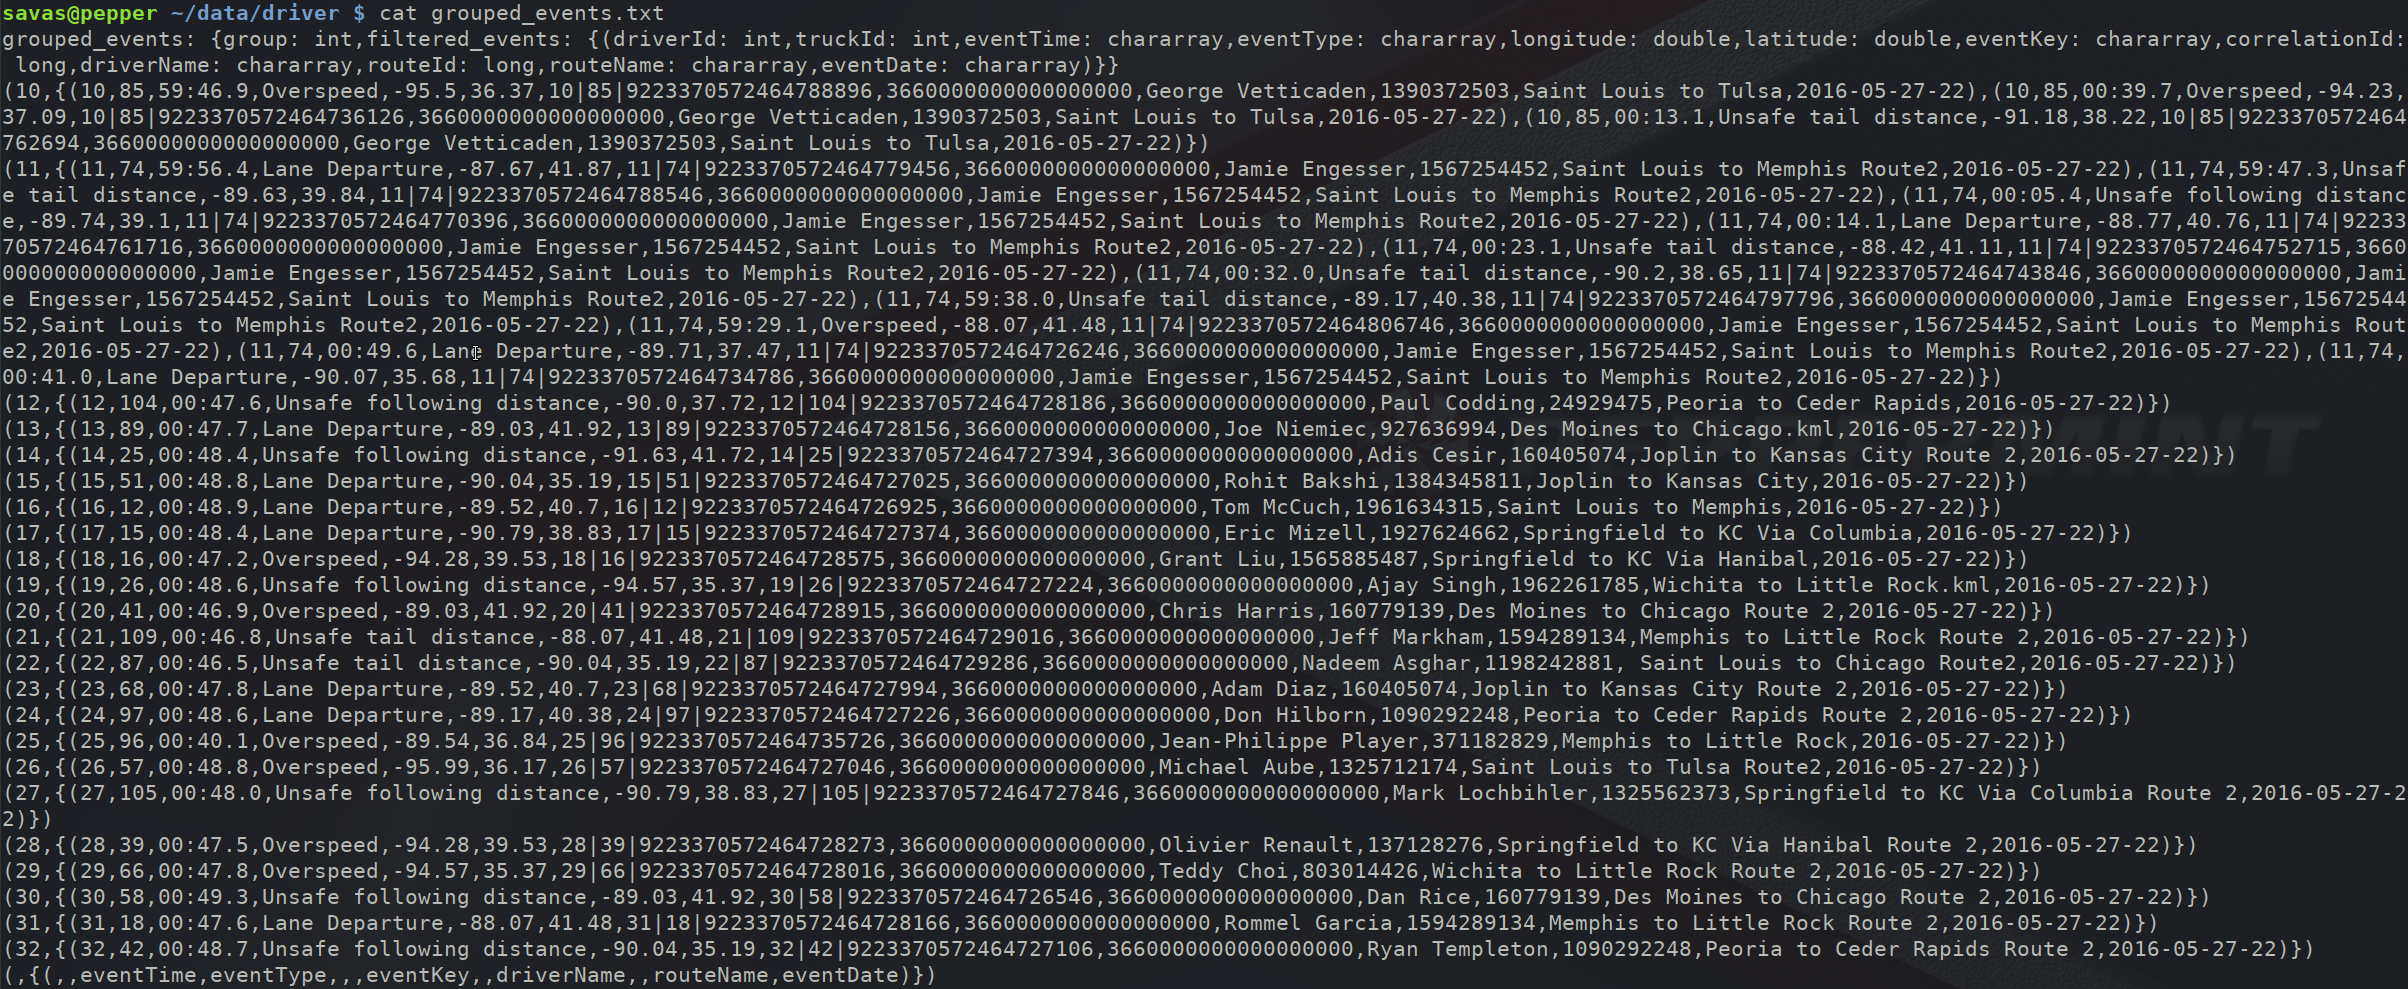 savas@pepper ~/data/driver $ cat grouped_events.txt
grouped_events: {group: int,filtered_events: {(driverId: int,truckId: int,eventTime: chararray,eventType: chararray,longitude: double,latitude: double,eventKey: chararray,correlationId:
 long,driverName: chararray,routeId: long,routeName: chararray,eventDate: chararray)}}
(10,{(10,85,59:46.9,Overspeed,-95.5,36.37,10|85|9223370572464788896,3660000000000000000,George Vetticaden,1390372503,Saint Louis to Tulsa,2016-05-27-22),(10,85,00:39.7,Overspeed,-94.23,
37.09,10|85|9223370572464736126,3660000000000000000,George Vetticaden,1390372503,Saint Louis to Tulsa,2016-05-27-22),(10,85,00:13.1,Unsafe tail distance,-91.18,38.22,10|85|9223370572464
762694,3660000000000000000,George Vetticaden,1390372503,Saint Louis to Tulsa,2016-05-27-22)})
(11,{(11,74,59:56.4,Lane Departure,-87.67,41.87,11|74|9223370572464779456,3660000000000000000,Jamie Engesser,1567254452,Saint Louis to Memphis Route2,2016-05-27-22),(11,74,59:47.3,Unsaf
e tail distance,-89.63,39.84,11|74|9223370572464788546,3660000000000000000,Jamie Engesser,1567254452,Saint Louis to Memphis Route2,2016-05-27-22),(11,74,00:05.4,Unsafe following distanc
e,-89.74,39.1,11|74|9223370572464770396,3660000000000000000,Jamie Engesser,1567254452,Saint Louis to Memphis Route2,2016-05-27-22),(11,74,00:14.1,Lane Departure,-88.77,40.76,11|74|92233
70572464761716,3660000000000000000,Jamie Engesser,1567254452,Saint Louis to Memphis Route2,2016-05-27-22),(11,74,00:23.1,Unsafe tail distance,-88.42,41.11,11|74|9223370572464752715,3660
000000000000000,Jamie Engesser,1567254452,Saint Louis to Memphis Route2,2016-05-27-22),(11,74,00:32.0,Unsafe tail distance,-90.2,38.65,11|74|9223370572464743846,3660000000000000000,Jami
e Engesser,1567254452,Saint Louis to Memphis Route2,2016-05-27-22),(11,74,59:38.0,Unsafe tail distance,-89.17,40.38,11|74|9223370572464797796,3660000000000000000,Jamie Engesser,15672544
52,Saint Louis to Memphis Route2,2016-05-27-22),(11,74,59:29.1,Overspeed,-88.07,41.48,11|74|9223370572464806746,3660000000000000000,Jamie Engesser,1567254452,Saint Louis to Memphis Rout
e2,2016-05-27-22),(11,74,00:49.6,Lane Departure,-89.71,37.47,11|74|9223370572464726246,3660000000000000000,Jamie Engesser,1567254452,Saint Louis to Memphis Route2,2016-05-27-22),(11,74,
00:41.0,Lane Departure,-90.07,35.68,11|74|9223370572464734786,3660000000000000000,Jamie Engesser,1567254452,Saint Louis to Memphis Route2,2016-05-27-22)})
(12,{(12,104,00:47.6,Unsafe following distance,-90.0,37.72,12|104|9223370572464728186,3660000000000000000,Paul Codding,24929475,Peoria to Ceder Rapids,2016-05-27-22)})
(13,{(13,89,00:47.7,Lane Departure,-89.03,41.92,13|89|9223370572464728156,3660000000000000000,Joe Niemiec,927636994,Des Moines to Chicago.kml,2016-05-27-22)})
(14,{(14,25,00:48.4,Unsafe following distance,-91.63,41.72,14|25|9223370572464727394,3660000000000000000,Adis Cesir,160405074,Joplin to Kansas City Route 2,2016-05-27-22)})
(15,{(15,51,00:48.8,Lane Departure,-90.04,35.19,15|51|9223370572464727025,3660000000000000000,Rohit Bakshi,1384345811,Joplin to Kansas City,2016-05-27-22)})
(16,{(16,12,00:48.9,Lane Departure,-89.52,40.7,16|12|9223370572464726925,3660000000000000000,Tom McCuch,1961634315,Saint Louis to Memphis,2016-05-27-22)})
(17,{(17,15,00:48.4,Lane Departure,-90.79,38.83,17|15|9223370572464727374,3660000000000000000,Eric Mizell,1927624662,Springfield to KC Via Columbia,2016-05-27-22)})
(18,{(18,16,00:47.2,Overspeed,-94.28,39.53,18|16|9223370572464728575,3660000000000000000,Grant Liu,1565885487,Springfield to KC Via Hanibal,2016-05-27-22)})
(19,{(19,26,00:48.6,Unsafe following distance,-94.57,35.37,19|26|9223370572464727224,3660000000000000000,Ajay Singh,1962261785,Wichita to Little Rock.kml,2016-05-27-22)})
(20,{(20,41,00:46.9,Overspeed,-89.03,41.92,20|41|9223370572464728915,3660000000000000000,Chris Harris,160779139,Des Moines to Chicago Route 2,2016-05-27-22)})
(21,{(21,109,00:46.8,Unsafe tail distance,-88.07,41.48,21|109|9223370572464729016,3660000000000000000,Jeff Markham,1594289134,Memphis to Little Rock Route 2,2016-05-27-22)})
(22,{(22,87,00:46.5,Unsafe tail distance,-90.04,35.19,22|87|9223370572464729286,3660000000000000000,Nadeem Asghar,1198242881, Saint Louis to Chicago Route2,2016-05-27-22)})
(23,{(23,68,00:47.8,Lane Departure,-89.52,40.7,23|68|9223370572464727994,3660000000000000000,Adam Diaz,160405074,Joplin to Kansas City Route 2,2016-05-27-22)})
(24,{(24,97,00:48.6,Lane Departure,-89.17,40.38,24|97|9223370572464727226,3660000000000000000,Don Hilborn,1090292248,Peoria to Ceder Rapids Route 2,2016-05-27-22)})
(25,{(25,96,00:40.1,Overspeed,-89.54,36.84,25|96|9223370572464735726,3660000000000000000,Jean-Philippe Player,371182829,Memphis to Little Rock,2016-05-27-22)})
(26,{(26,57,00:48.8,Overspeed,-95.99,36.17,26|57|9223370572464727046,3660000000000000000,Michael Aube,1325712174,Saint Louis to Tulsa Route2,2016-05-27-22)})
(27,{(27,105,00:48.0,Unsafe following distance,-90.79,38.83,27|105|9223370572464727846,3660000000000000000,Mark Lochbihler,1325562373,Springfield to KC Via Columbia Route 2,2016-05-27-2
2)})
(28,{(28,39,00:47.5,Overspeed,-94.28,39.53,28|39|9223370572464728273,3660000000000000000,Olivier Renault,137128276,Springfield to KC Via Hanibal Route 2,2016-05-27-22)})
(29,{(29,66,00:47.8,Overspeed,-94.57,35.37,29|66|9223370572464728016,3660000000000000000,Teddy Choi,803014426,Wichita to Little Rock Route 2,2016-05-27-22)})
(30,{(30,58,00:49.3,Unsafe following distance,-89.03,41.92,30|58|9223370572464726546,3660000000000000000,Dan Rice,160779139,Des Moines to Chicago Route 2,2016-05-27-22)})
(31,{(31,18,00:47.6,Lane Departure,-88.07,41.48,31|18|9223370572464728166,3660000000000000000,Rommel Garcia,1594289134,Memphis to Little Rock Route 2,2016-05-27-22)})
(32,{(32,42,00:48.7,Unsafe following distance,-90.04,35.19,32|42|9223370572464727106,3660000000000000000,Ryan Templeton,1090292248,Peoria to Ceder Rapids Route 2,2016-05-27-22)})
(,{(,,eventTime,eventType,,,eventKey,,driverName,,routeName,eventDate)})